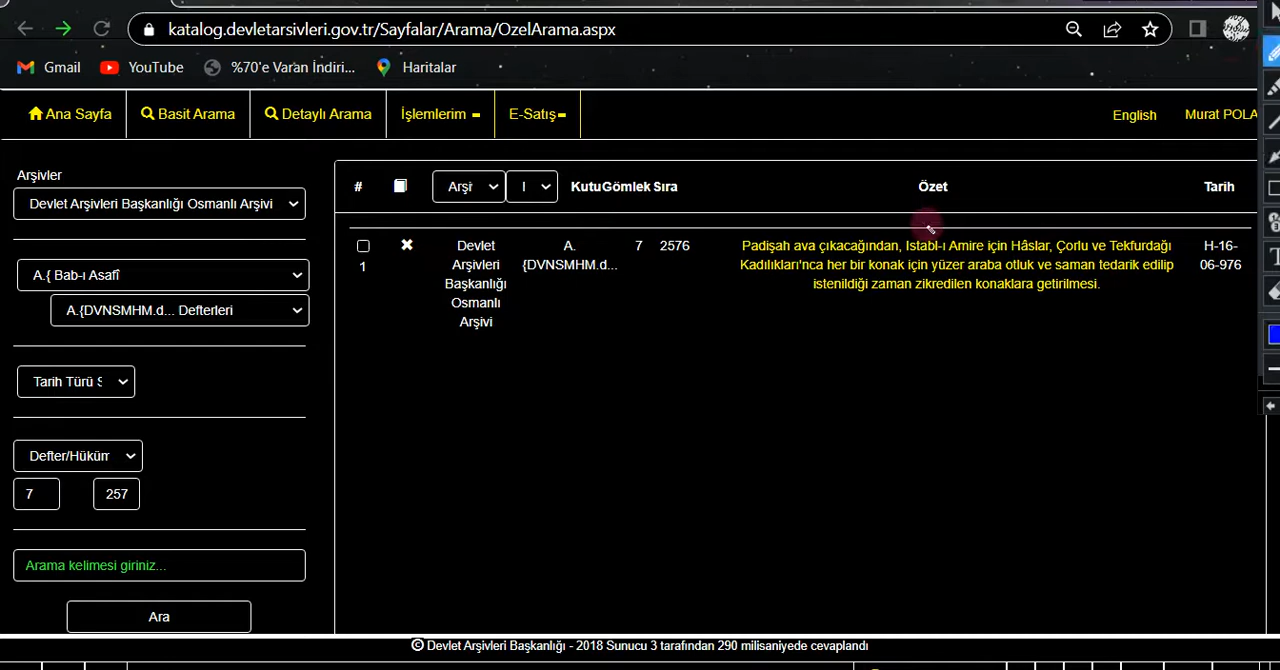 katalog.devletarsivleri.gov.tr/Sayfalar/Arama/OzelArama.aspx
Gmail YouTube %70'e Varan İndiri... Haritalar
Ana Sayfa Basit Arama Detaylı Arama İşlemlerim E-Satış English Murat POLA
Arşivler
Devlet Arşivleri Başkanlığı Osmanlı Arşivi
A.{ Bab-ı Asafî
A.{DVNSMHM.d... Defterleri
Tarih Türü S
Defter/Hüküm
7 257
Arama kelimesi giriniz...
Ara
# Arşi KutuGömlek Sıra Özet Tarih
1
Devlet
Arşivleri
Başkanlığı
Osmanlı
Arşivi
A.
{DVNSMHM.d...
7 2576
Padişah ava çıkacağından, Istabl-ı Amire için Hâslar, Çorlu ve Tekfurdağı
Kadılıkları'nca her bir konak için yüzer araba otluk ve saman tedarik edilip
istenildiği zaman zikredilen konaklara getirilmesi.
H-16-
06-976
© Devlet Arşivleri Başkanlığı - 2018 Sunucu 3 tarafından 290 milisaniyede cevaplandı